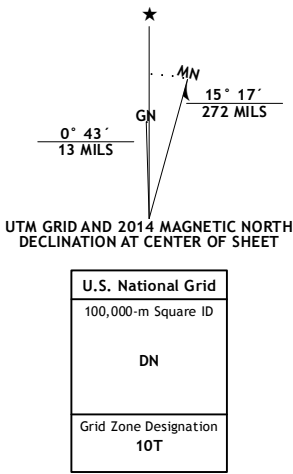 MN
15° 17´
272 MILS
GN
0° 43´
13 MILS
UTM GRID AND 2014 MAGNETIC NORTH
DECLINATION AT CENTER OF SHEET
U.S. National Grid
100,000-m Square ID
DN
Grid Zone Designation
10T